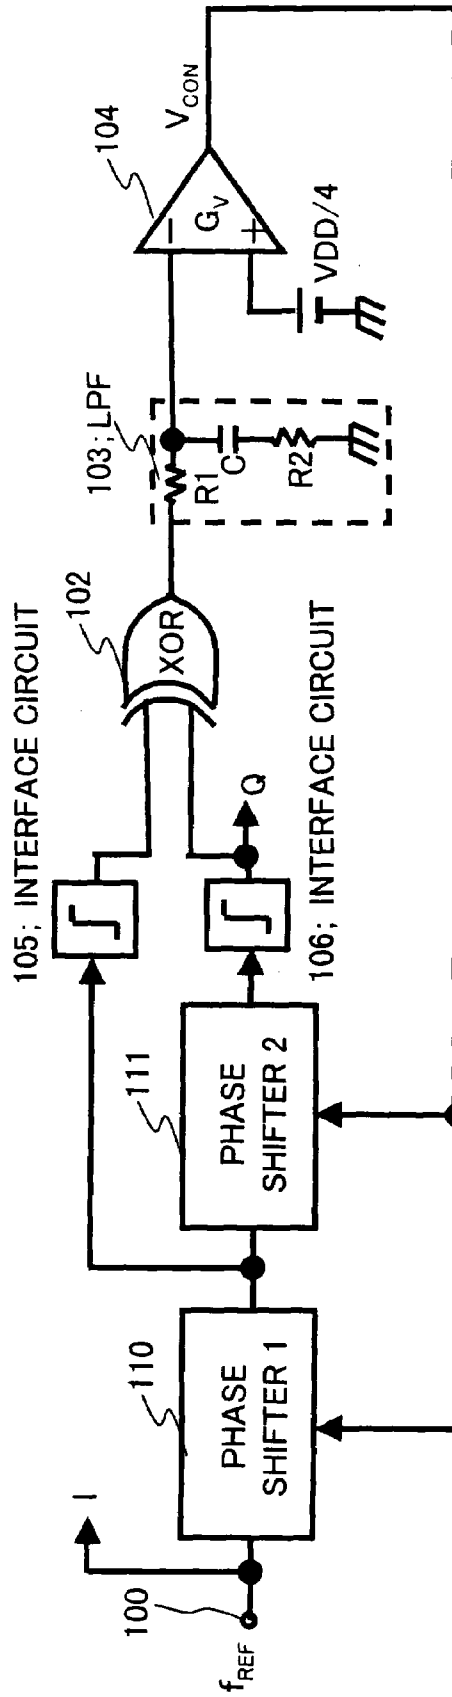 f_REF
100
I
PHASE
SHIFTER 1
110
PHASE
SHIFTER 2
111
105; INTERFACE CIRCUIT
106; INTERFACE CIRCUIT
Q
XOR
102
103; LPF
R1
C
R2
104
−
G_V
+
VDD/4
V_CON